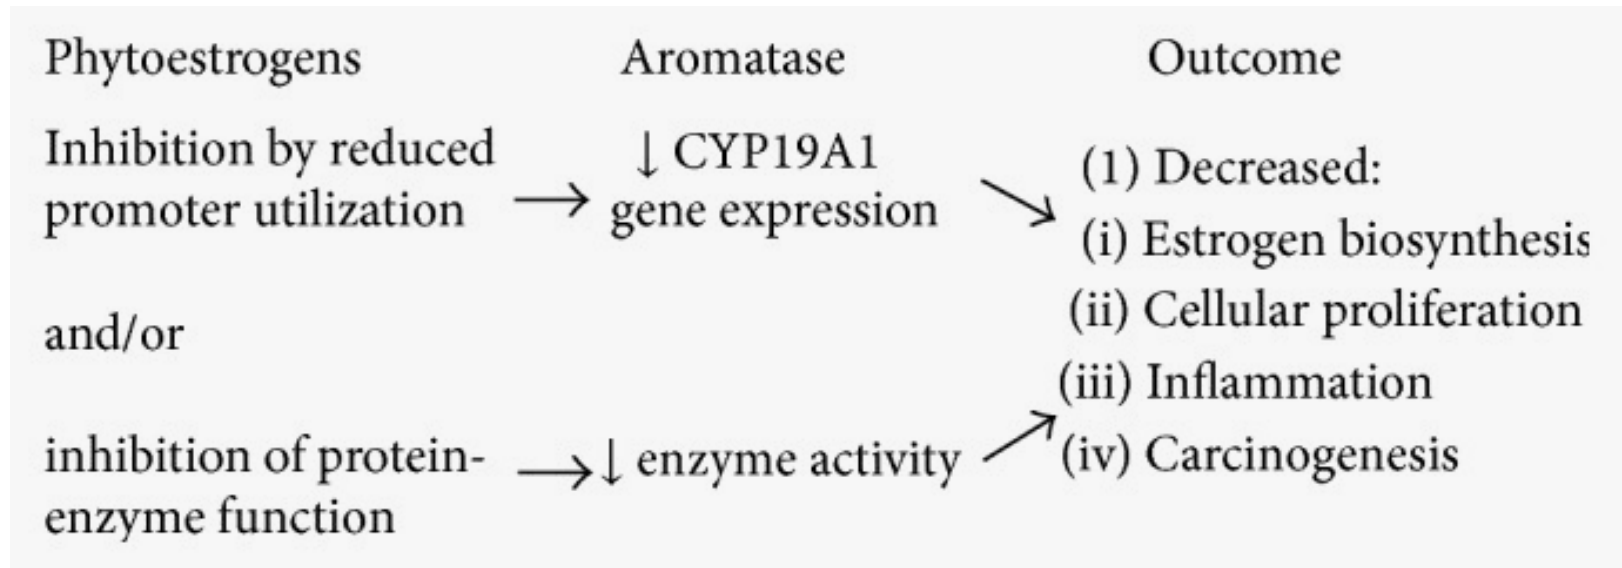 Phytoestrogens
Aromatase
Outcome
Inhibition by reduced
promoter utilization
↓ CYP19A1
gene expression
(1) Decreased:
(i) Estrogen biosynthesis
(ii) Cellular proliferation
(iii) Inflammation
(iv) Carcinogenesis
and/or
inhibition of protein-
enzyme function
↓ enzyme activity